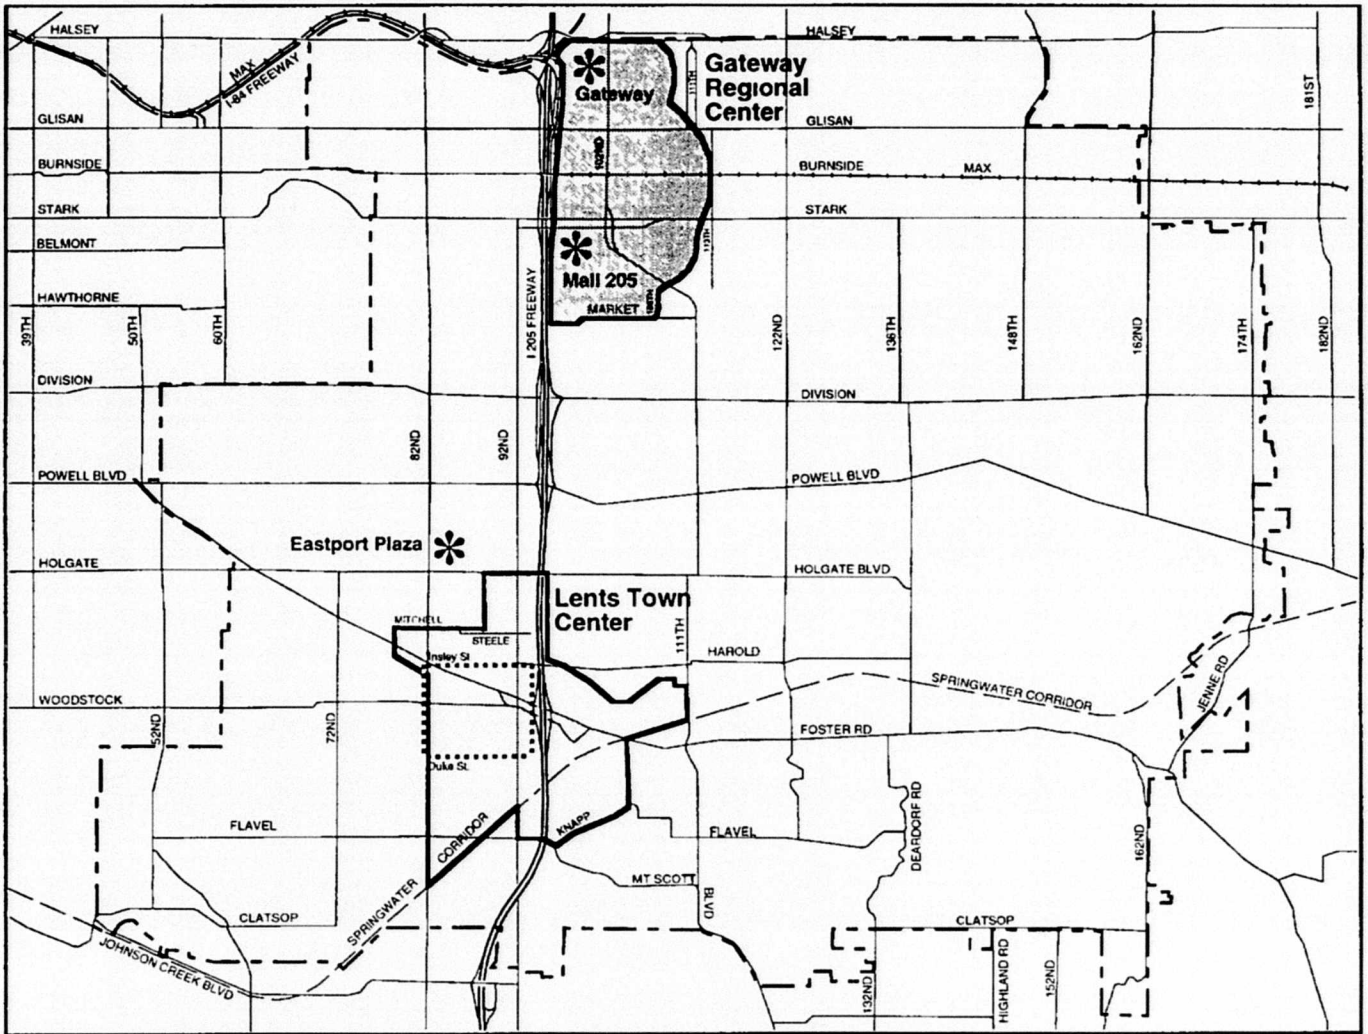 HALSEY
HALSEY
MAX
I-84 FREEWAY
Gateway
111TH
Gateway
Regional
Center
181ST
GLISAN
GLISAN
102ND
BURNSIDE
BURNSIDE
MAX
STARK
STARK
BELMONT
112TH
Mall 205
HAWTHORNE
MARKET
39TH
50TH
60TH
I 205 FREEWAY
122ND
136TH
148TH
162ND
174TH
182ND
DIVISION
DIVISION
82ND
92ND
POWELL BLVD
POWELL BLVD
Eastport Plaza
HOLGATE
HOLGATE BLVD
Lents Town
Center
MITCHELL
STEELE
111TH
Insley St
HAROLD
WOODSTOCK
SPRINGWATER CORRIDOR
JENNE RD
52ND
72ND
FOSTER RD
Duke St.
FLAVEL
CORRIDOR
KNAPP
FLAVEL
DEARDORF RD
162ND
MT SCOTT
BLVD
CLATSOP
SPRINGWATER
CLATSOP
JOHNSON CREEK BLVD
132ND
HIGHLAND RD
152ND